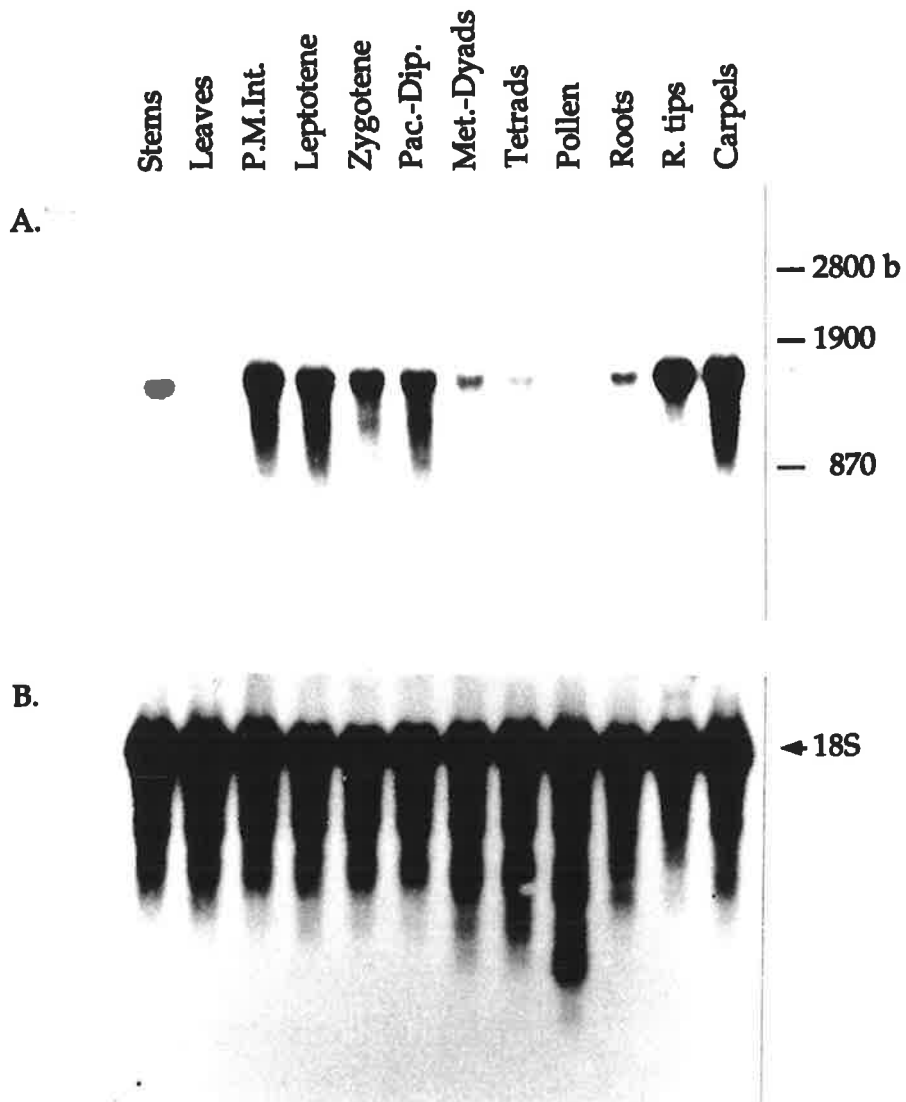 Stems
Leaves
P.M.Int.
Leptotene
Zygotene
Pac.-Dip.
Met.-Dyads
Tetrads
Pollen
Roots
R. tips
Carpels
A.
2800 b
1900
870
B.
18S